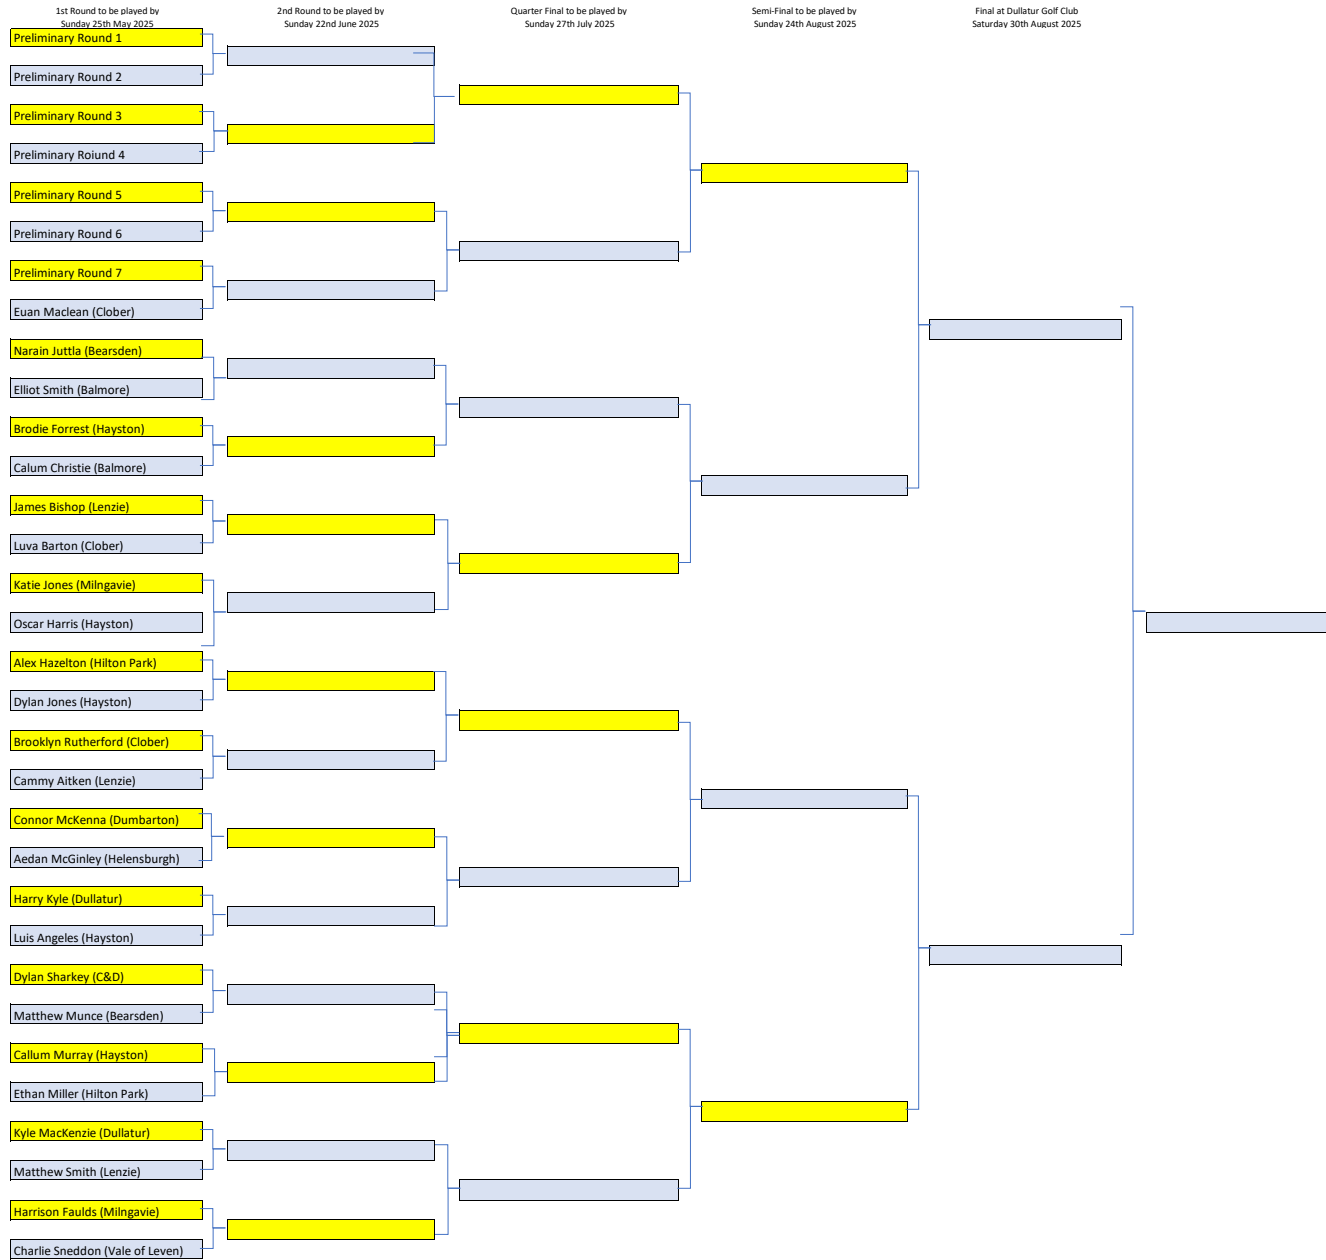 1st Round to be played by
Sunday 25th May 2025
2nd Round to be played by
Sunday 22nd June 2025
Quarter Final to be played by
Sunday 27th July 2025
Semi-Final to be played by
Sunday 24th August 2025
Final at Dullatur Golf Club
Saturday 30th August 2025
Preliminary Round 1
Preliminary Round 2
Preliminary Round 3
Preliminary Roiund 4
Preliminary Round 5
Preliminary Round 6
Preliminary Round 7
Euan Maclean (Clober)
Narain Juttla (Bearsden)
Elliot Smith (Balmore)
Brodie Forrest (Hayston)
Calum Christie (Balmore)
James Bishop (Lenzie)
Luva Barton (Clober)
Katie Jones (Milngavie)
Oscar Harris (Hayston)
Alex Hazelton (Hilton Park)
Dylan Jones (Hayston)
Brooklyn Rutherford (Clober)
Cammy Aitken (Lenzie)
Connor McKenna (Dumbarton)
Aedan McGinley (Helensburgh)
Harry Kyle (Dullatur)
Luis Angeles (Hayston)
Dylan Sharkey (C&D)
Matthew Munce (Bearsden)
Callum Murray (Hayston)
Ethan Miller (Hilton Park)
Kyle MacKenzie (Dullatur)
Matthew Smith (Lenzie)
Harrison Faulds (Milngavie)
Charlie Sneddon (Vale of Leven)